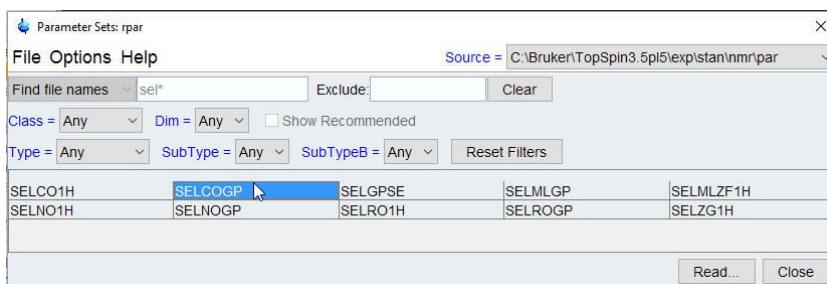 Parameter Sets: rpar
File Options Help Source = C:\Bruker\TopSpin3.5pl5\exp\stan\nmr\par
Find file names sel* Exclude: Clear
Class = Any Dim = Any Show Recommended
Type = Any SubType = Any SubTypeB = Any Reset Filters
SELCO1H SELCOGP SELGPSE SELMLGP SELMLZF1H
SELNO1H SELNOGP SELRO1H SELROGP SELZG1H
Read... Close